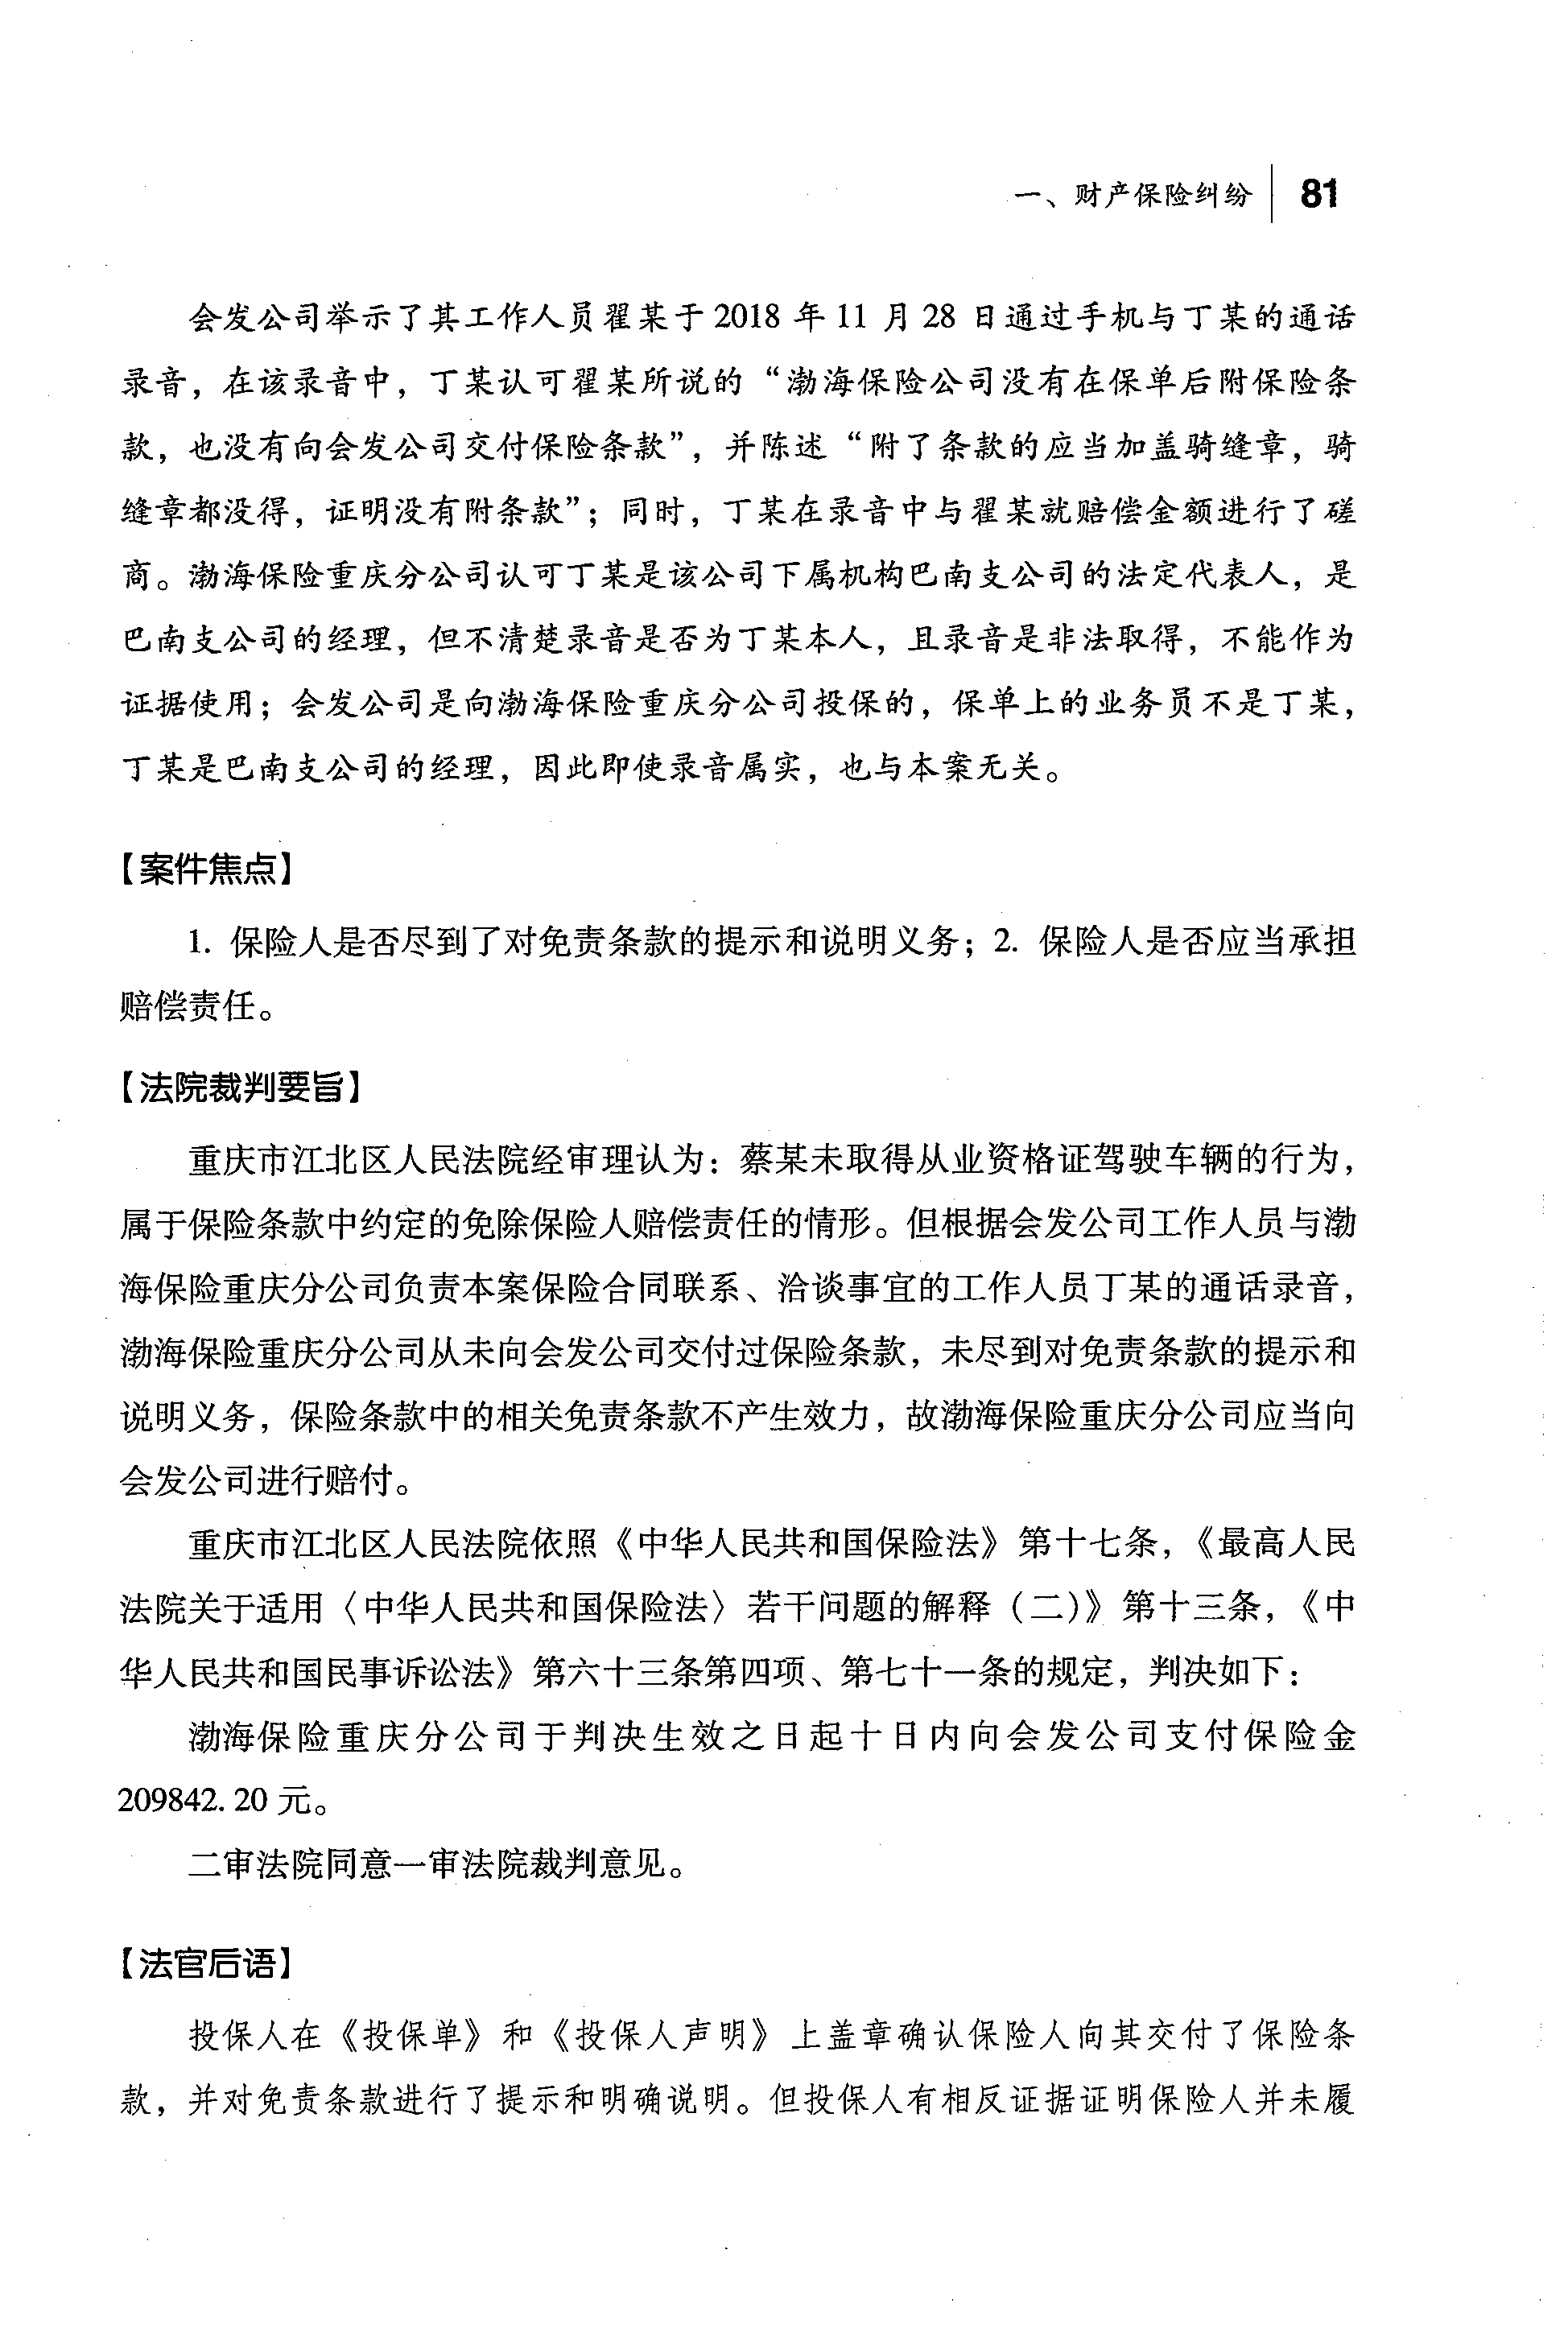 一、财产保险纠纷 81
会发公司举示了其工作人员翟某于2018年11月28日通过手机与丁某的通话
录音，在该录音中，丁某认可翟某所说的“渤海保险公司没有在保单后附保险条
款，也没有向会发公司交付保险条款”，并陈述“附了条款的应当加盖骑缝章，骑
缝章都没得，证明没有附条款”；同时，丁某在录音中与翟某就赔偿金额进行了磋
商。渤海保险重庆分公司认可丁某是该公司下属机构巴南支公司的法定代表人，是
巴南支公司的经理，但不清楚录音是否为丁某本人，且录音是非法取得，不能作为
证据使用；会发公司是向渤海保险重庆分公司投保的，保单上的业务员不是丁某，
丁某是巴南支公司的经理，因此即使录音属实，也与本案无关。
【案件焦点】
1. 保险人是否尽到了对免责条款的提示和说明义务；2. 保险人是否应当承担
赔偿责任。
【法院裁判要旨】
重庆市江北区人民法院经审理认为：蔡某未取得从业资格证驾驶车辆的行为，
属于保险条款中约定的免除保险人赔偿责任的情形。但根据会发公司工作人员与渤
海保险重庆分公司负责本案保险合同联系、洽谈事宜的工作人员丁某的通话录音，
渤海保险重庆分公司从未向会发公司交付过保险条款，未尽到对免责条款的提示和
说明义务，保险条款中的相关免责条款不产生效力，故渤海保险重庆分公司应当向
会发公司进行赔付。
重庆市江北区人民法院依照《中华人民共和国保险法》第十七条，《最高人民
法院关于适用〈中华人民共和国保险法〉若干问题的解释（二）》第十三条，《中
华人民共和国民事诉讼法》第六十三条第四项、第七十一条的规定，判决如下：
渤海保险重庆分公司于判决生效之日起十日内向会发公司支付保险金
209842.20元。
二审法院同意一审法院裁判意见。
【法官后语】
投保人在《投保单》和《投保人声明》上盖章确认保险人向其交付了保险条
款，并对免责条款进行了提示和明确说明。但投保人有相反证据证明保险人并未履